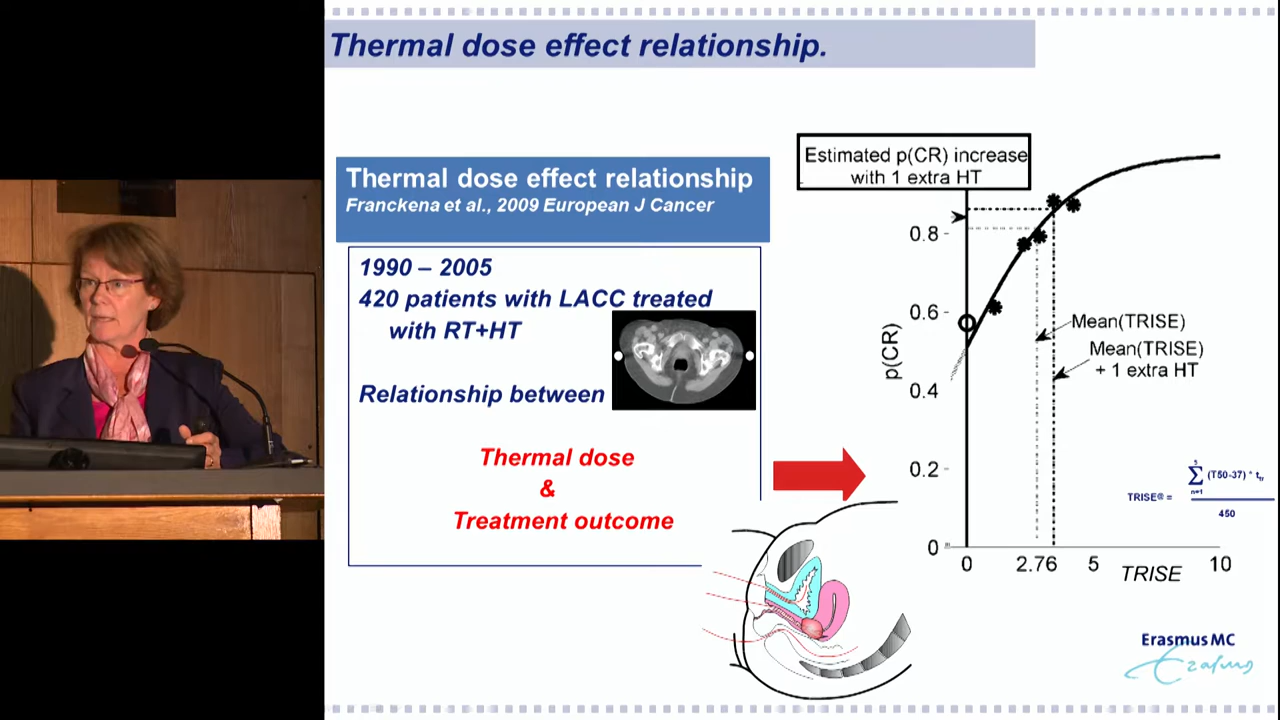 Thermal dose effect relationship.
Thermal dose effect relationship
Franckena et al., 2009 European J Cancer
1990 – 2005
420 patients with LACC treated
with RT+HT
Relationship between
Thermal dose
&
Treatment outcome
Estimated p(CR) increase
with 1 extra HT
0.8
0.6
0.4
0.2
0
p(CR)
Mean(TRISE)
Mean(TRISE)
+ 1 extra HT
0
2.76
5
10
TRISE
5
∑ (T50-37) * t
n=1
TRISE® =
450
Erasmus MC
Erasmus